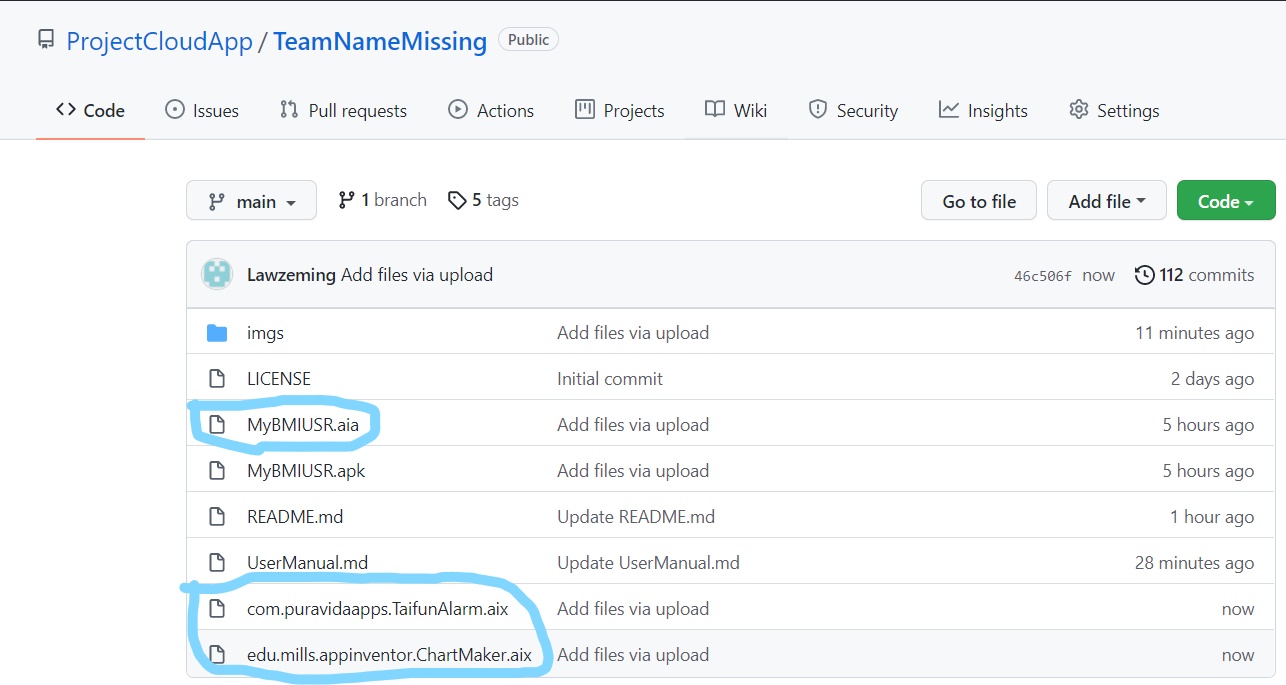 ProjectCloudApp / TeamNameMissing Public
Code Issues Pull requests Actions Projects Wiki Security Insights Settings
main 1 branch 5 tags Go to file Add file Code
Lawzeming Add files via upload 46c506f now 112 commits
imgs Add files via upload 11 minutes ago
LICENSE Initial commit 2 days ago
MyBMIUSR.aia Add files via upload 5 hours ago
MyBMIUSR.apk Add files via upload 5 hours ago
README.md Update README.md 1 hour ago
UserManual.md Update UserManual.md 28 minutes ago
com.puravidaapps.TaifunAlarm.aix Add files via upload now
edu.mills.appinventor.ChartMaker.aix Add files via upload now